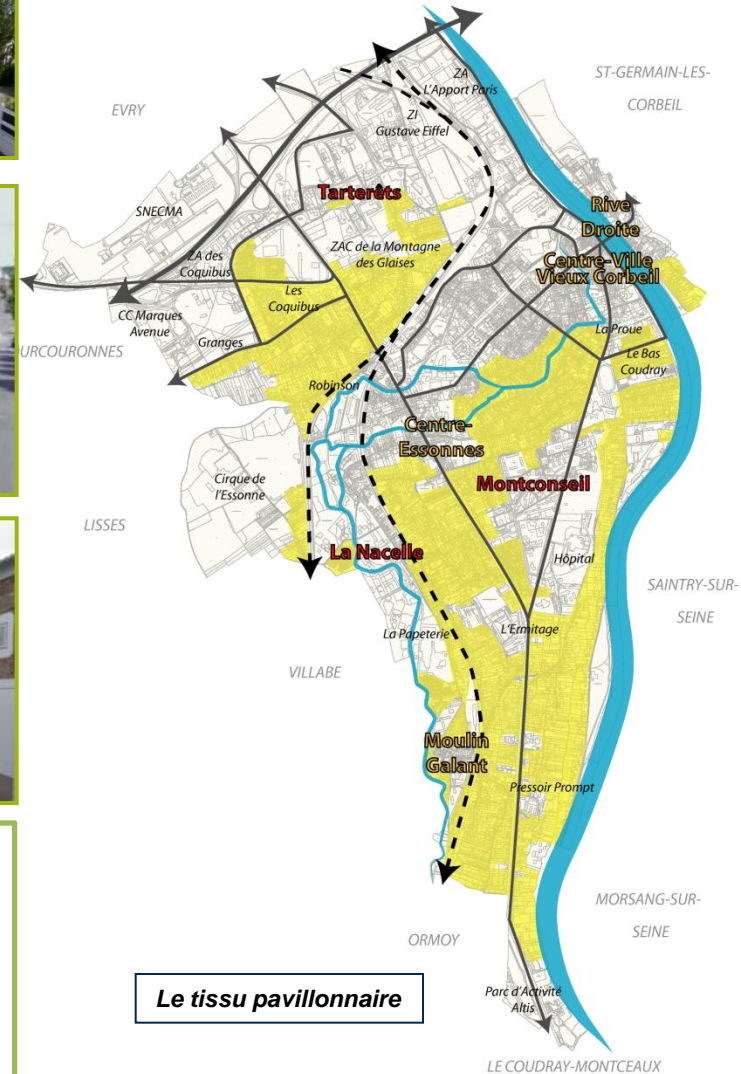 ST-GERMAIN-LES-
CORBEIL
ZA
L'Apport Paris
EVRY
ZI
Gustave Eiffel
Tarterêts
SNECMA
Rive
Droite
ZAC de la Montagne
des Glaises
ZA des
Coquibus
Centre-Ville
Vieux Corbeil
Les
Coquibus
CC Marques
Avenue
La Proue
Granges
OURCOURONNES
Le Bas
Coudray
Robinson
Centre-
Essonnes
Cirque de
l'Essonne
Montconseil
LISSES
La Nacelle
Hôpital
SAINTRY-SUR-
SEINE
La Papeterie
L'Ermitage
VILLABE
Moulin
Galant
Pressoir Prompt
MORSANG-SUR-
SEINE
ORMOY
Le tissu pavillonnaire
Parc d'Activité
Altis
LE COUDRAY-MONTCEAUX